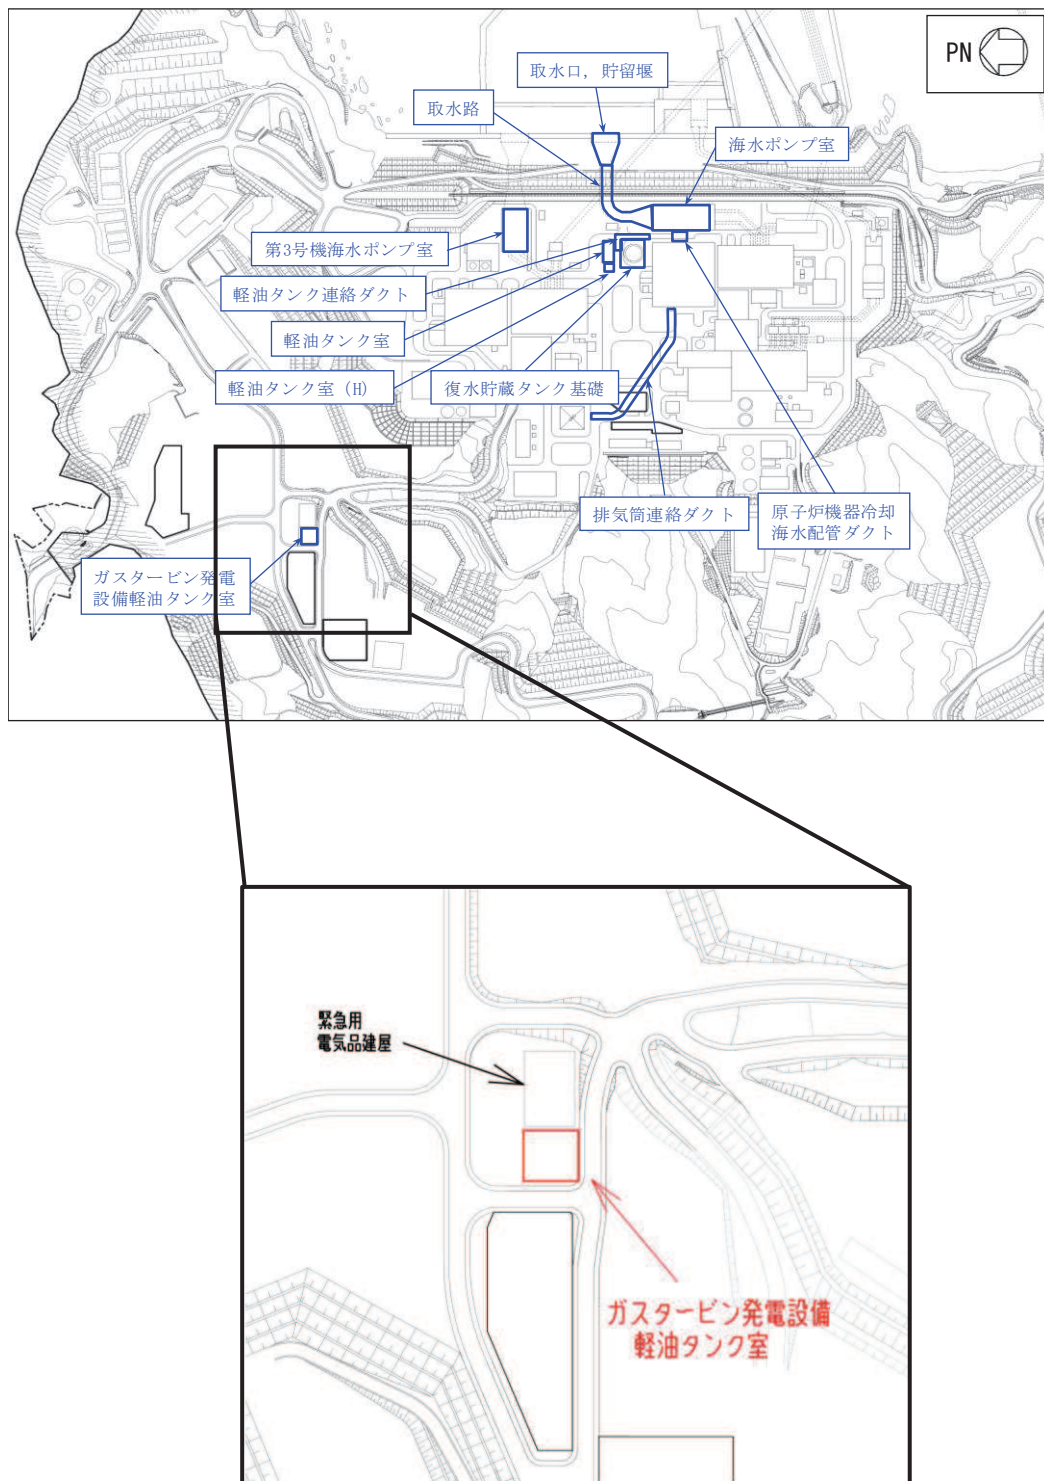 PN
取水口，貯留堰
取水路
海水ポンプ室
第3号機海水ポンプ室
軽油タンク連絡ダクト
軽油タンク室
軽油タンク室（H）
復水貯蔵タンク基礎
排気筒連絡ダクト
原子炉機器冷却
海水配管ダクト
ガスタービン発電
設備軽油タンク室
緊急用
電気品建屋
ガスタービン発電設備
軽油タンク室